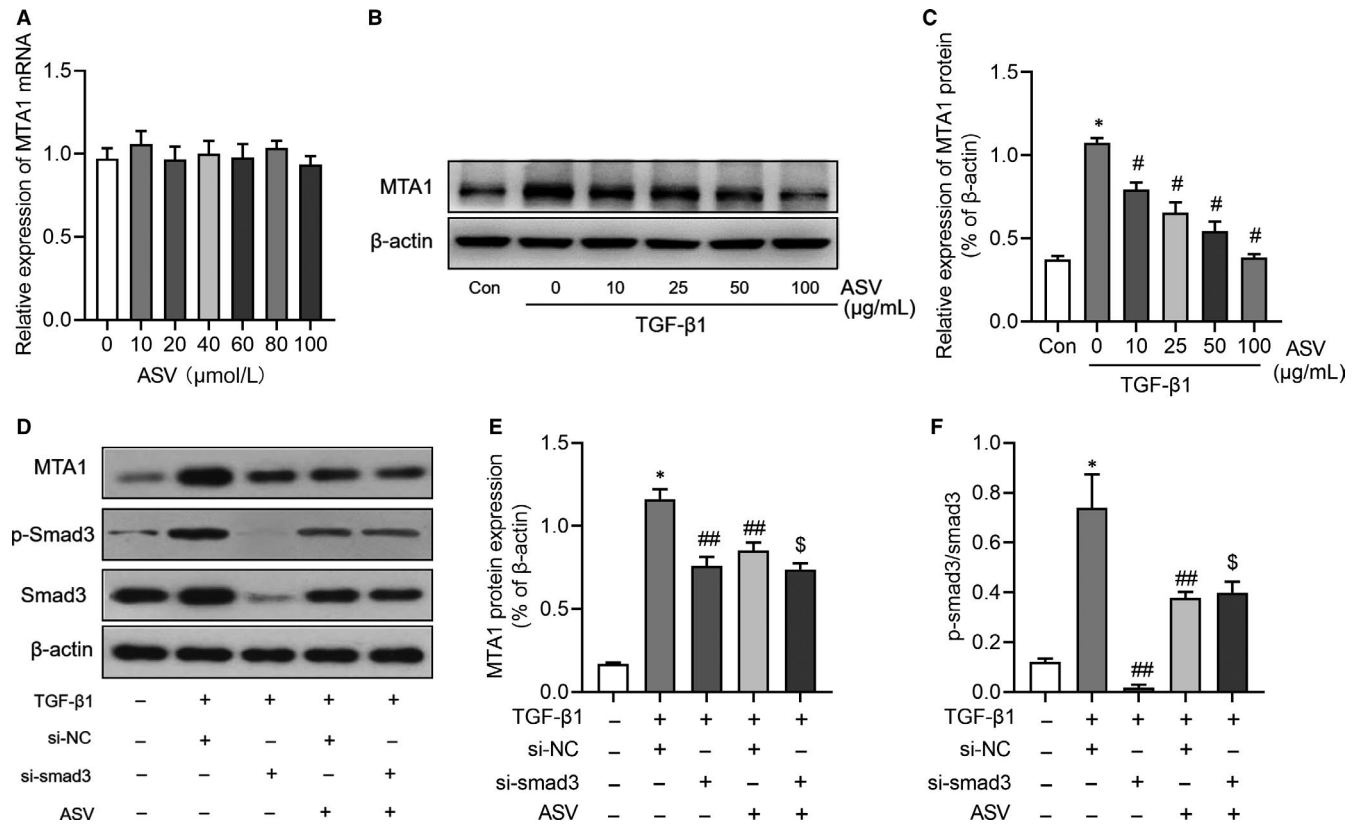 A
Relative expression of MTA1 mRNA
1.5
1.0
0.5
0.0
0 10 20 40 60 80 100
ASV（μmol/L）
B
MTA1
β-actin
Con 0 10 25 50 100 ASV
(μg/mL)
TGF-β1
C
Relative expression of MTA1 protein
(% of β-actin)
1.5
1.0
0.5
0.0
* # # # #
Con 0 10 25 50 100 ASV
(μg/mL)
TGF-β1
D
MTA1
p-Smad3
Smad3
β-actin
TGF-β1 – + + + +
si-NC – + – + –
si-smad3 – – + – +
ASV – – – + +
E
MTA1 protein expression
(% of β-actin)
1.5
1.0
0.5
0.0
* ## ## $
TGF-β1 – + + + +
si-NC – + – + –
si-smad3 – – + – +
ASV – – – + +
F
p-smad3/smad3
1.0
0.8
0.6
0.4
0.2
0.0
* ## ## $
TGF-β1 – + + + +
si-NC – + – + –
si-smad3 – – + – +
ASV – – – + +